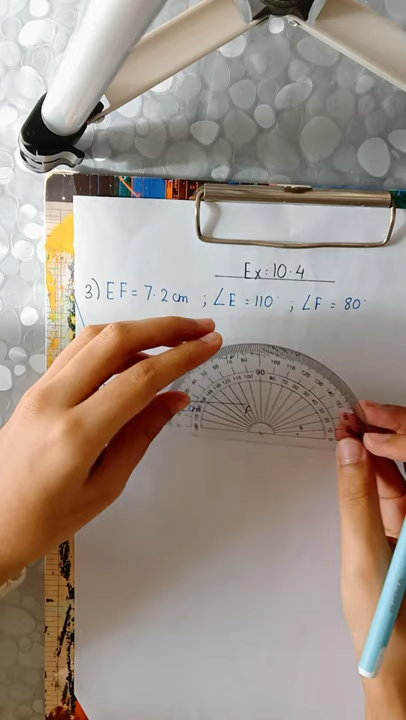 Ex: 10.4
3) EF = 7.2 cm ; ∠E = 110° ; ∠F = 80°